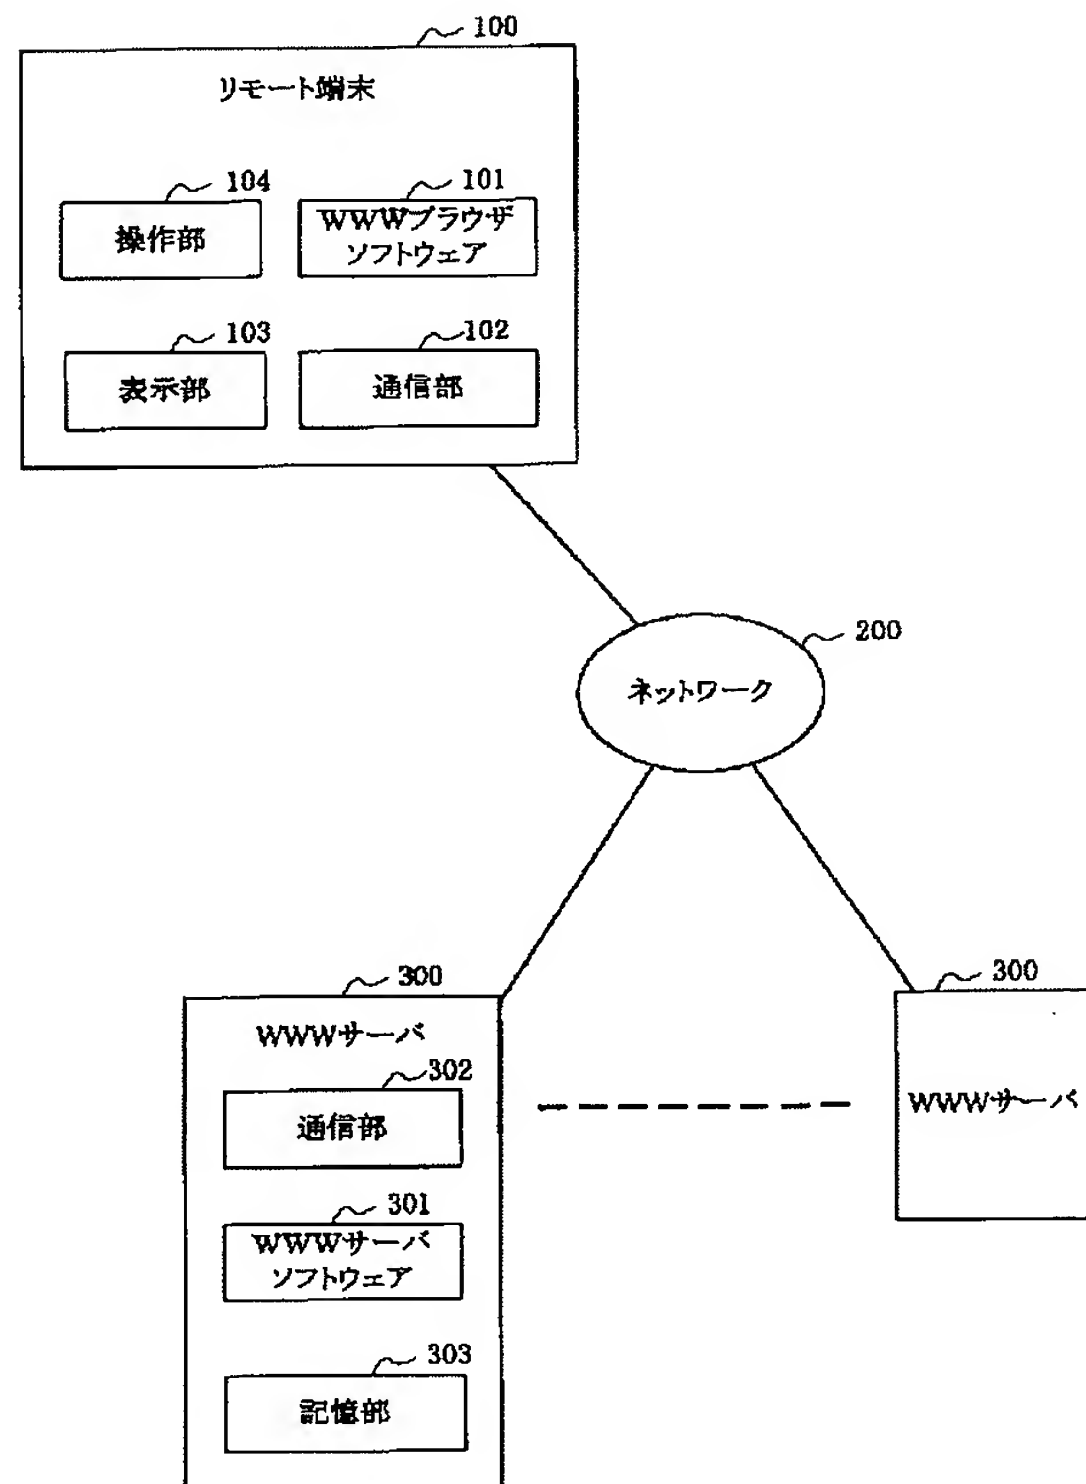 100
リモート端末
104
操作部
101
WWWブラウザ
ソフトウェア
103
表示部
102
通信部
200
ネットワーク
300
WWWサーバ
302
通信部
301
WWWサーバ
ソフトウェア
303
記憶部
300
WWWサーバ